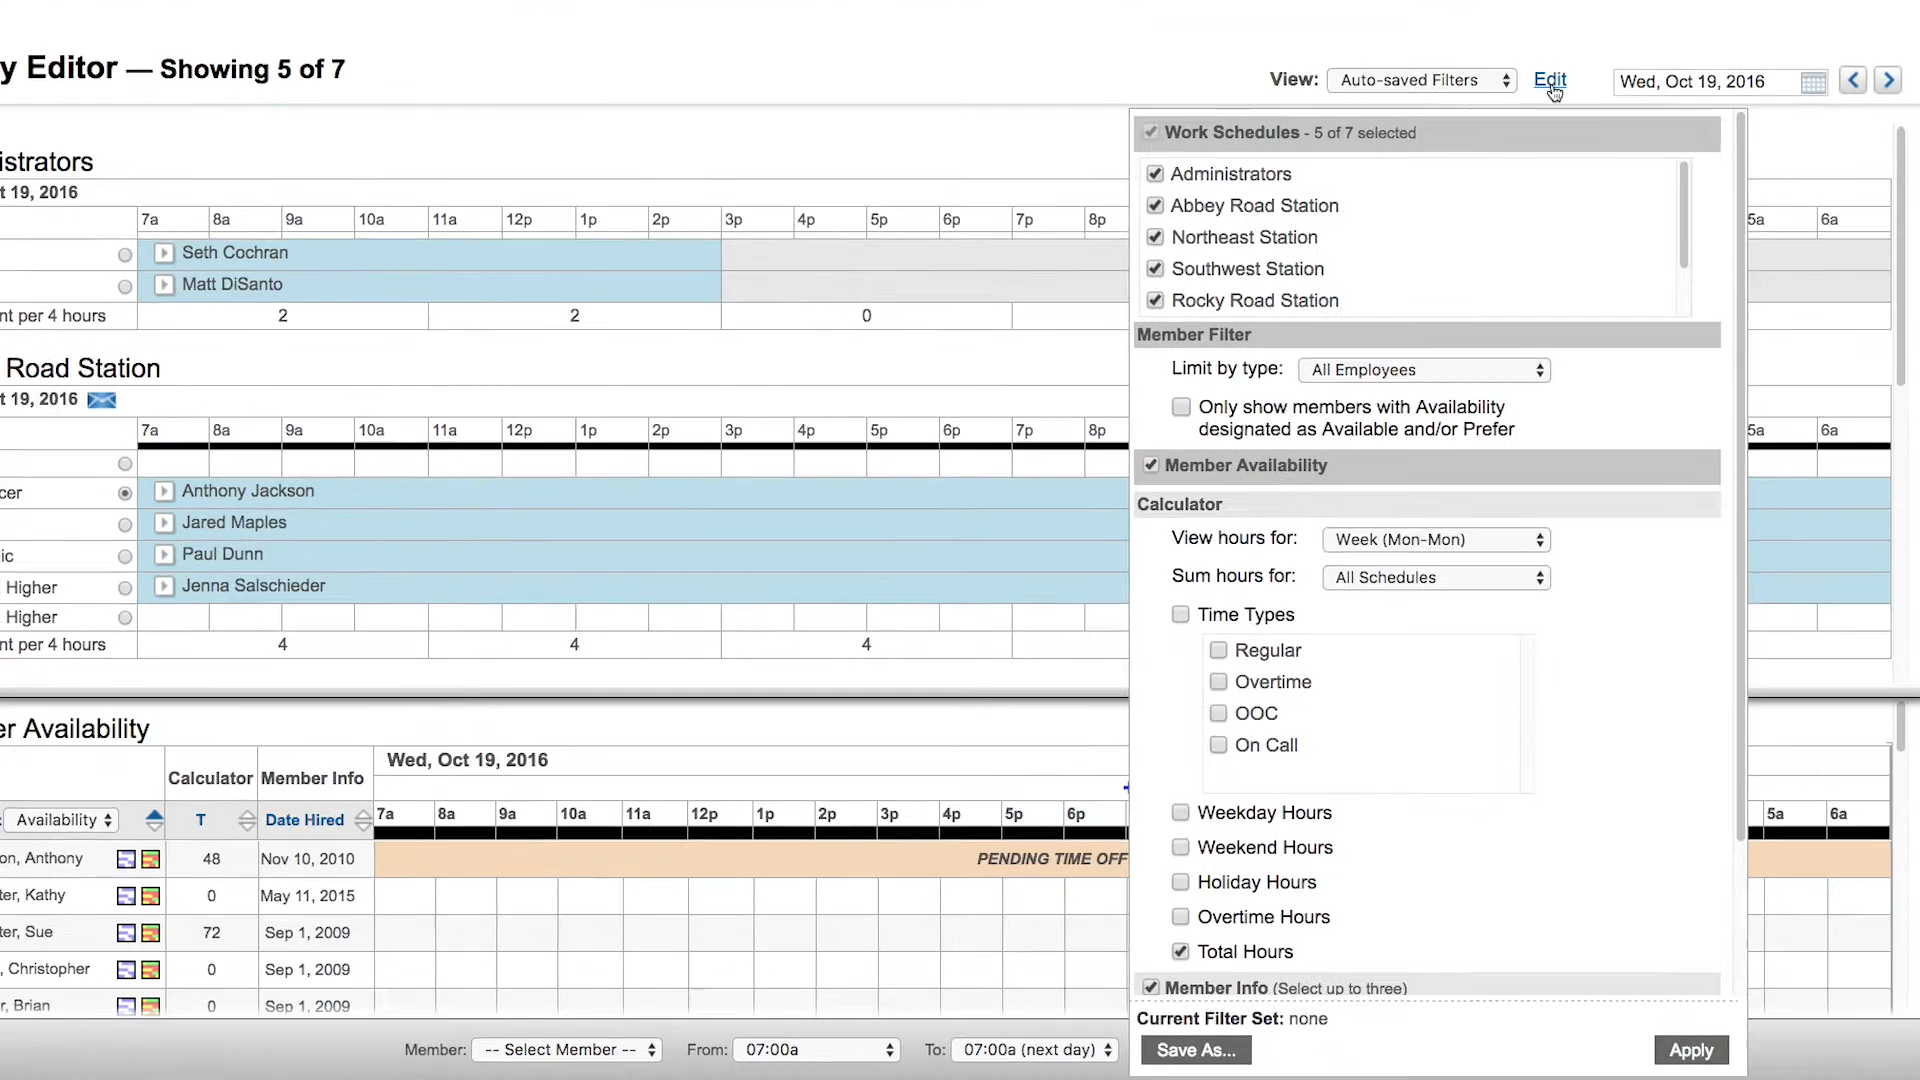 y Editor — Showing 5 of 7
View: Auto-saved Filters Edit Wed, Oct 19, 2016
istrators
t 19, 2016
7a 8a 9a 10a 11a 12p 1p 2p 3p 4p 5p 6p 7p 8p 5a 6a
Seth Cochran
Matt DiSanto
nt per 4 hours 2 2 0
Road Station
t 19, 2016
7a 8a 9a 10a 11a 12p 1p 2p 3p 4p 5p 6p 7p 8p 5a 6a
cer Anthony Jackson
Jared Maples
ic Paul Dunn
Higher Jenna Salschieder
Higher
nt per 4 hours 4 4 4
Work Schedules - 5 of 7 selected
Administrators
Abbey Road Station
Northeast Station
Southwest Station
Rocky Road Station
Member Filter
Limit by type: All Employees
Only show members with Availability
designated as Available and/or Prefer
Member Availability
Calculator
View hours for: Week (Mon-Mon)
Sum hours for: All Schedules
Time Types
Regular
Overtime
OOC
On Call
Weekday Hours
Weekend Hours
Holiday Hours
Overtime Hours
Total Hours
Member Info (Select up to three)
Current Filter Set: none
Save As... Apply
er Availability
Calculator Member Info Wed, Oct 19, 2016
: Availability T Date Hired 7a 8a 9a 10a 11a 12p 1p 2p 3p 4p 5p 6p 5a 6a
on, Anthony 48 Nov 10, 2010 PENDING TIME OFF
ter, Kathy 0 May 11, 2015
ter, Sue 72 Sep 1, 2009
, Christopher 0 Sep 1, 2009
r, Brian 0 Sep 1, 2009
Member: -- Select Member -- From: 07:00a To: 07:00a (next day)